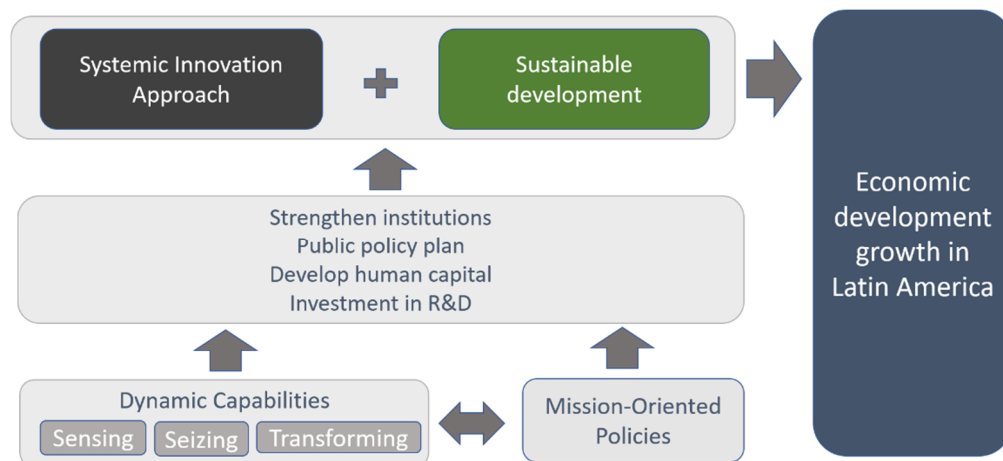 Systemic Innovation
Approach
Sustainable
development
Strengthen institutions
Public policy plan
Develop human capital
Investment in R&D
Dynamic Capabilities
Sensing
Seizing
Transforming
Mission-Oriented
Policies
Economic
development
growth in
Latin America